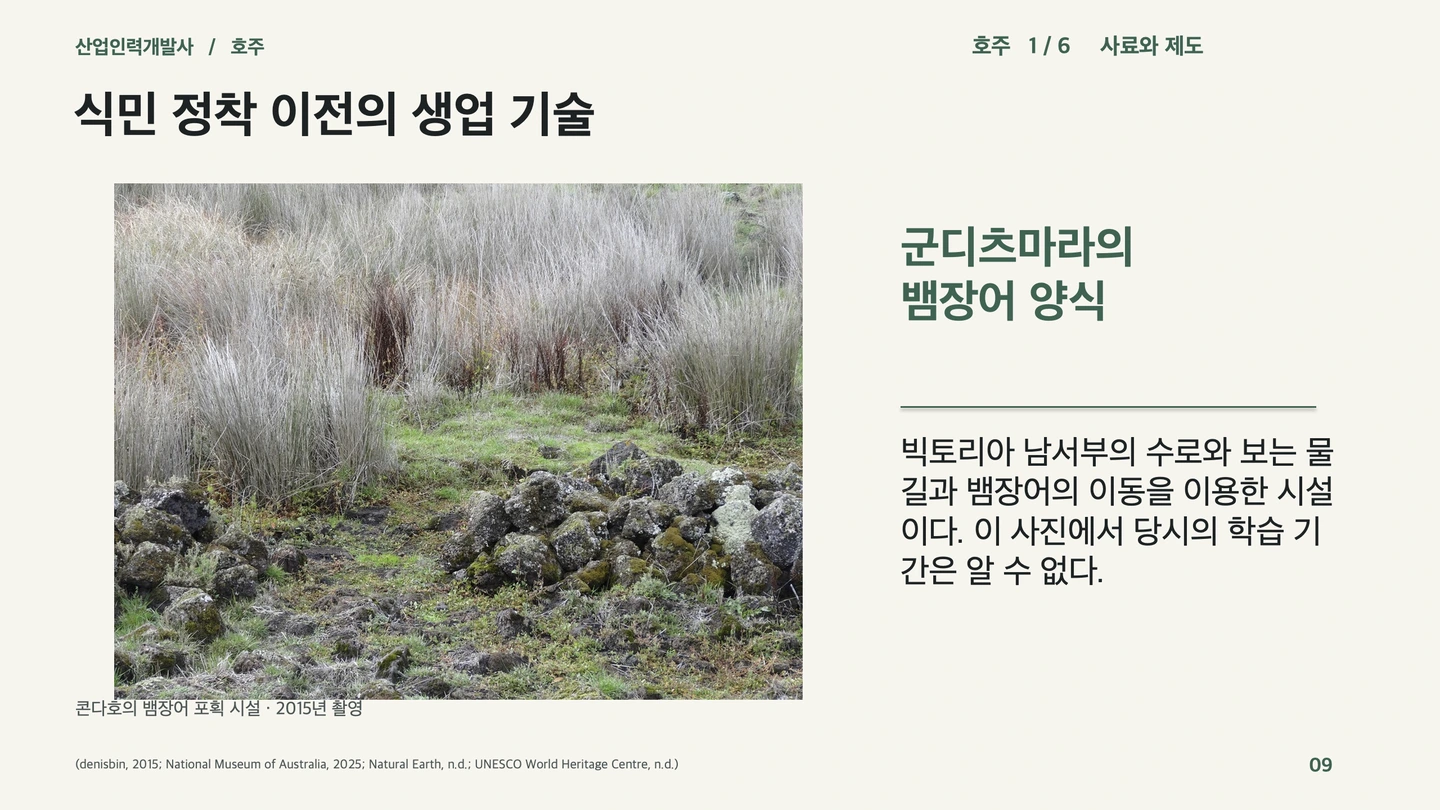 산업인력개발사 / 호주
호주 1 / 6 사료와 제도
식민 정착 이전의 생업 기술
군디츠마라의
뱀장어 양식
빅토리아 남서부의 수로와 보는 물
길과 뱀장어의 이동을 이용한 시설
이다. 이 사진에서 당시의 학습 기
간은 알 수 없다.
콘다호의 뱀장어 포획 시설 · 2015년 촬영
(denisbin, 2015; National Museum of Australia, 2025; Natural Earth, n.d.; UNESCO World Heritage Centre, n.d.)
09